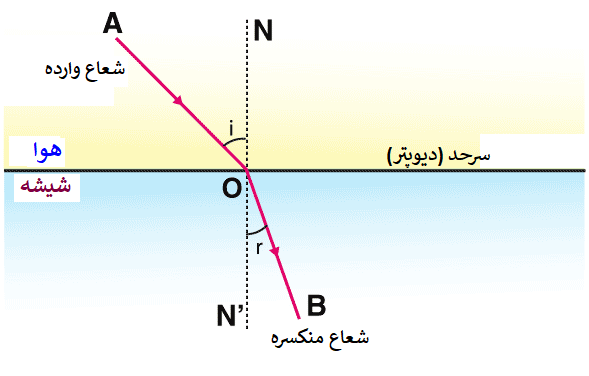 A
N
شعاع وارده
i
هوا
سرحد (دیوپتر)
شیشه
O
r
N’
B
شعاع منکسره